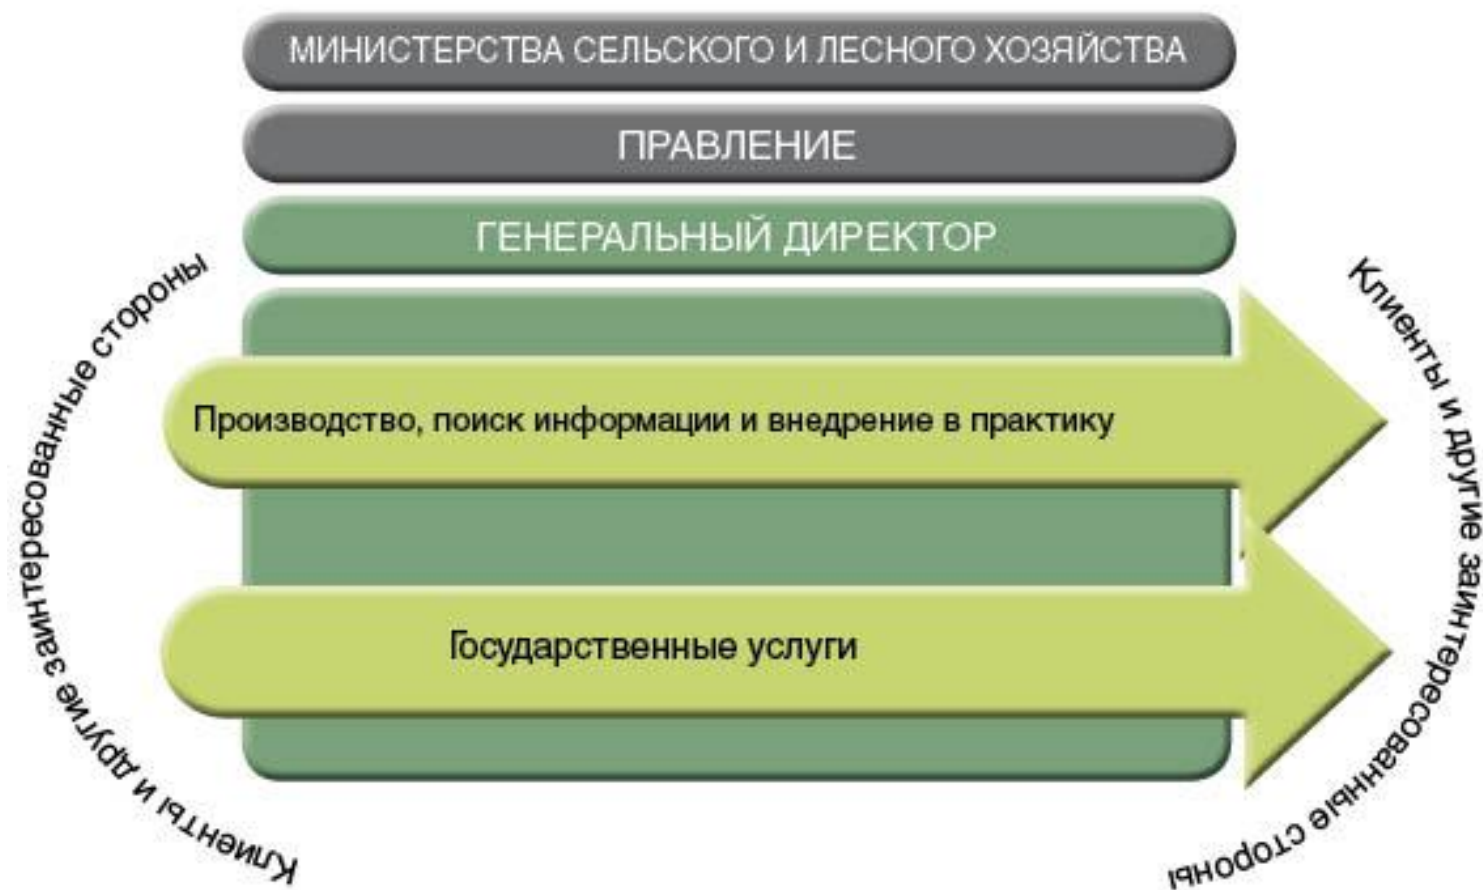 МИНИСТЕРСТВА СЕЛЬСКОГО И ЛЕСНОГО ХОЗЯЙСТВА
ПРАВЛЕНИЕ
ГЕНЕРАЛЬНЫЙ ДИРЕКТОР
Клиенты и другие заинтересованные стороны
Производство, поиск информации и внедрение в практику
Государственные услуги
Клиенты и другие заинтересованные стороны